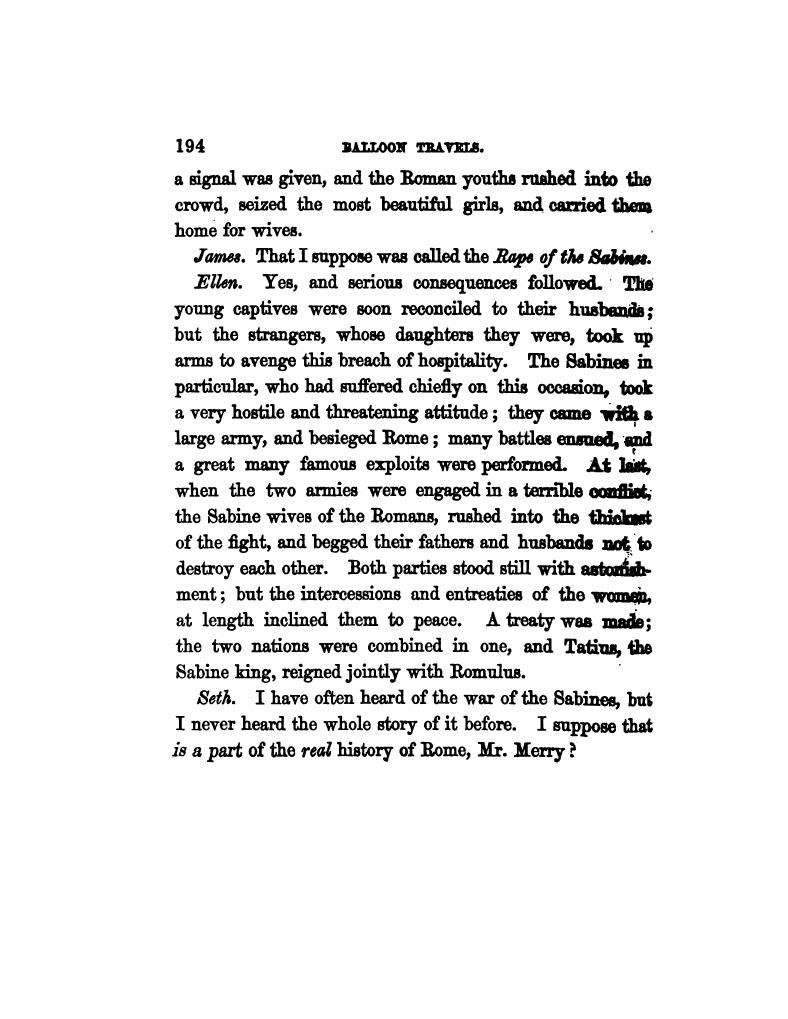 194 BALLOON TRAVELS.
a signal was given, and the Roman youths rushed into the
crowd, seized the most beautiful girls, and carried them
home for wives.
James. That I suppose was called the Rape of the Sabines.
Ellen. Yes, and serious consequences followed. The
young captives were soon reconciled to their husbands;
but the strangers, whose daughters they were, took up
arms to avenge this breach of hospitality. The Sabines in
particular, who had suffered chiefly on this occasion, took
a very hostile and threatening attitude; they came with a
large army, and besieged Rome; many battles ensued, and
a great many famous exploits were performed. At last,
when the two armies were engaged in a terrible conflict,
the Sabine wives of the Romans, rushed into the thickest
of the fight, and begged their fathers and husbands not to
destroy each other. Both parties stood still with astonish-
ment; but the intercessions and entreaties of the women,
at length inclined them to peace. A treaty was made;
the two nations were combined in one, and Tatius, the
Sabine king, reigned jointly with Romulus.
Seth. I have often heard of the war of the Sabines, but
I never heard the whole story of it before. I suppose that
is a part of the real history of Rome, Mr. Merry?